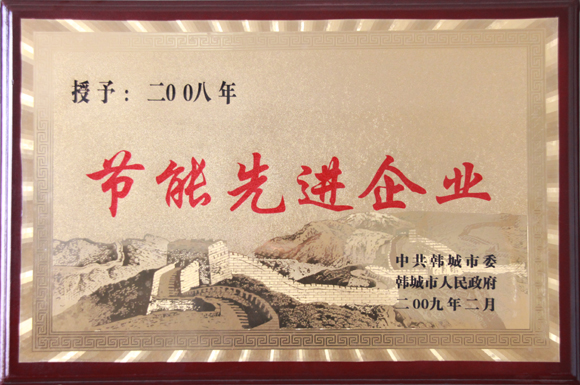 授予：二00八年
节能先进企业
中共韩城市委
韩城市人民政府
二00九年二月